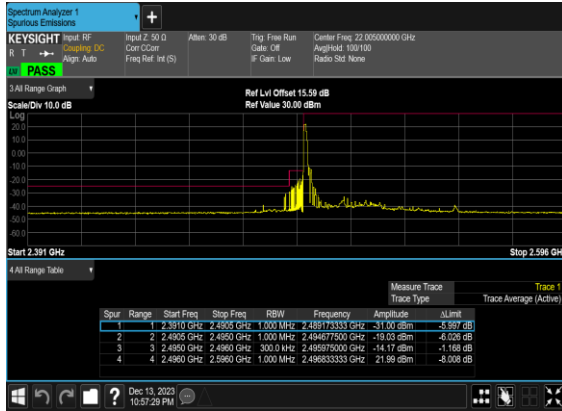 Spectrum Analyzer 1
Spurious Emissions
+
KEYSIGHT Input: RF Input Z: 50 Ω Atten: 30 dB Trig: Free Run Center Freq: 22.005000000 GHz
R T Coupling: DC Corr CCorr Gate: Off Avg|Hold: 100/100
Align: Auto Freq Ref: Int (S) IF Gain: Low Radio Std: None
PASS
3 All Range Graph Ref Lvl Offset 15.59 dB
Scale/Div 10.0 dB Ref Value 30.00 dBm
Log
20.0
10.0
0.00
-10.0
-20.0
-30.0
-40.0
-50.0
-60.0
Start 2.391 GHz Stop 2.596 GH
4 All Range Table
Measure Trace Trace 1
Trace Type Trace Average (Active)
Spur Range Start Freq Stop Freq RBW Frequency Amplitude ΔLimit
1 1 2.3910 GHz 2.4905 GHz 1.000 MHz 2.489173333 GHz -31.00 dBm -5.997 dB
2 2 2.4905 GHz 2.4950 GHz 1.000 MHz 2.494677500 GHz -19.03 dBm -6.026 dB
3 3 2.4950 GHz 2.4960 GHz 300.0 kHz 2.495975000 GHz -14.17 dBm -1.168 dB
4 4 2.4960 GHz 2.5960 GHz 1.000 MHz 2.496833333 GHz 21.99 dBm -8.008 dB
? Dec 13, 2023
10:57:29 PM